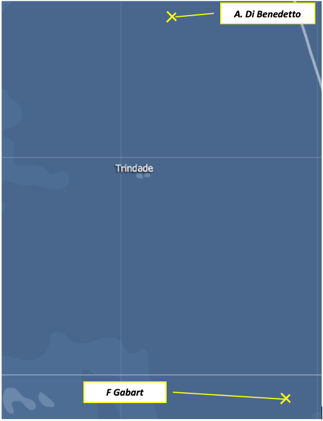 A. Di Benedetto
Trindade
F Gabart